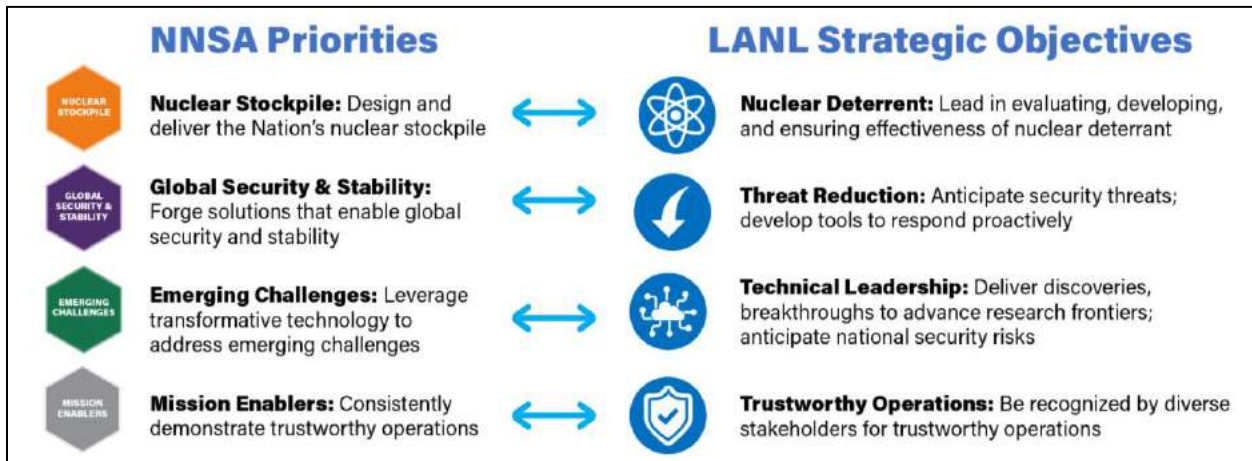 NNSA Priorities
LANL Strategic Objectives
NUCLEAR
STOCKPILE
Nuclear Stockpile: Design and
deliver the Nation's nuclear stockpile
Nuclear Deterrent: Lead in evaluating, developing,
and ensuring effectiveness of nuclear deterrant
GLOBAL
SECURITY &
STABILITY
Global Security & Stability:
Forge solutions that enable global
security and stability
Threat Reduction: Anticipate security threats;
develop tools to respond proactively
EMERGING
CHALLENGES
Emerging Challenges: Leverage
transformative technology to
address emerging challenges
Technical Leadership: Deliver discoveries,
breakthroughs to advance research frontiers;
anticipate national security risks
MISSION
ENABLERS
Mission Enablers: Consistently
demonstrate trustworthy operations
Trustworthy Operations: Be recognized by diverse
stakeholders for trustworthy operations